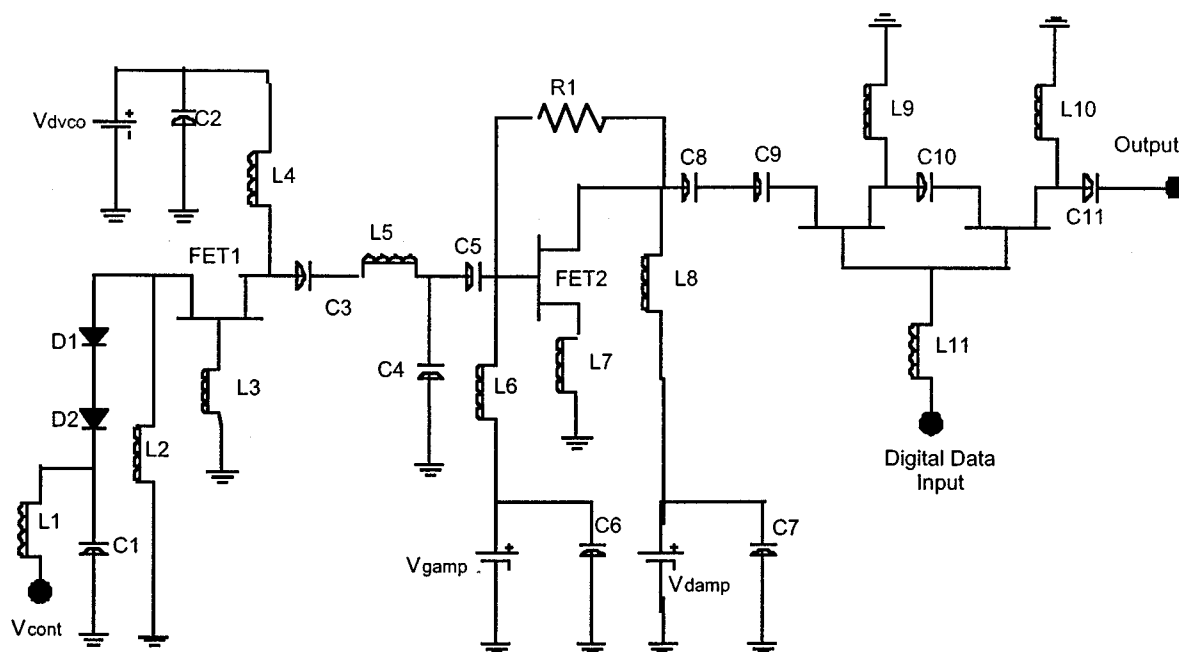 R1
Vdvco
C2
L9
L10
L4
C8
C9
C10
Output
C11
FET1
L5
C5
C3
FET2
L8
D1
L3
C4
L6
L7
L11
D2
L2
Digital Data
Input
L1
C1
C6
C7
Vgamp
Vdamp
Vcont